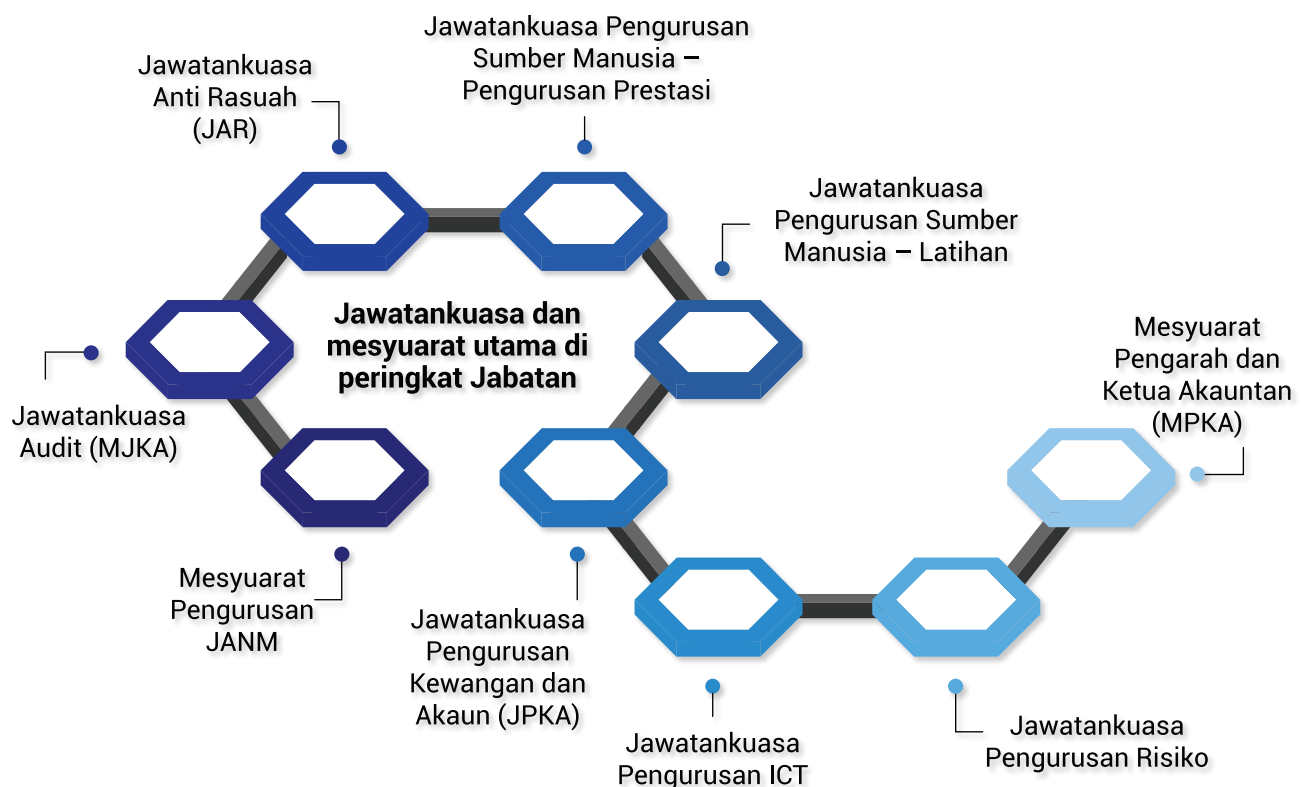 Jawatankuasa Pengurusan
Sumber Manusia –
Pengurusan Prestasi
Jawatankuasa
Anti Rasuah
(JAR)
Jawatankuasa
Pengurusan Sumber
Manusia – Latihan
Jawatankuasa dan
mesyuarat utama di
peringkat Jabatan
Mesyuarat
Pengarah dan
Ketua Akauntan
(MPKA)
Jawatankuasa
Audit (MJKA)
Mesyuarat
Pengurusan
JANM
Jawatankuasa
Pengurusan
Kewangan dan
Akaun (JPKA)
Jawatankuasa
Pengurusan ICT
Jawatankuasa
Pengurusan Risiko